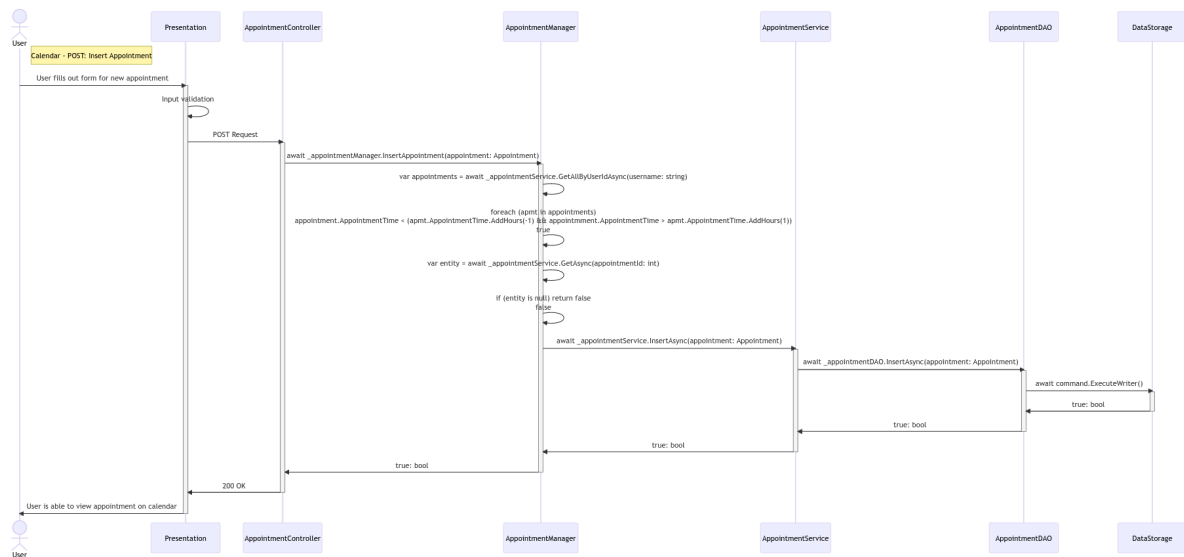 Presentation
AppointmentController
AppointmentManager
AppointmentService
AppointmentDAO
DataStorage
User
Calendar - POST: Insert Appointment
User fills out form for new appointment
Input validation
POST Request
await _appointmentManager.InsertAppointment(appointment: Appointment)
var appointments = await _appointmentService.GetAllByUserIdAsync(username: string)
foreach (apmt in appointments)
appointment.AppointmentTime < (apmt.AppointmentTime.AddHours(-1) && appointmment.AppointmentTime > apmt.AppointmentTime.AddHours(1))
true
var entity = await _appointmentService.GetAsync(appointmentId: int)
if (entity is null) return false
false
await _appointmentService.InsertAsync(appointment: Appointment)
await _appointmentDAO.InsertAsync(appointment: Appointment)
await command.ExecuteWriter()
true: bool
true: bool
true: bool
true: bool
200 OK
User is able to view appointment on calendar
Presentation
AppointmentController
AppointmentManager
AppointmentService
AppointmentDAO
DataStorage
User